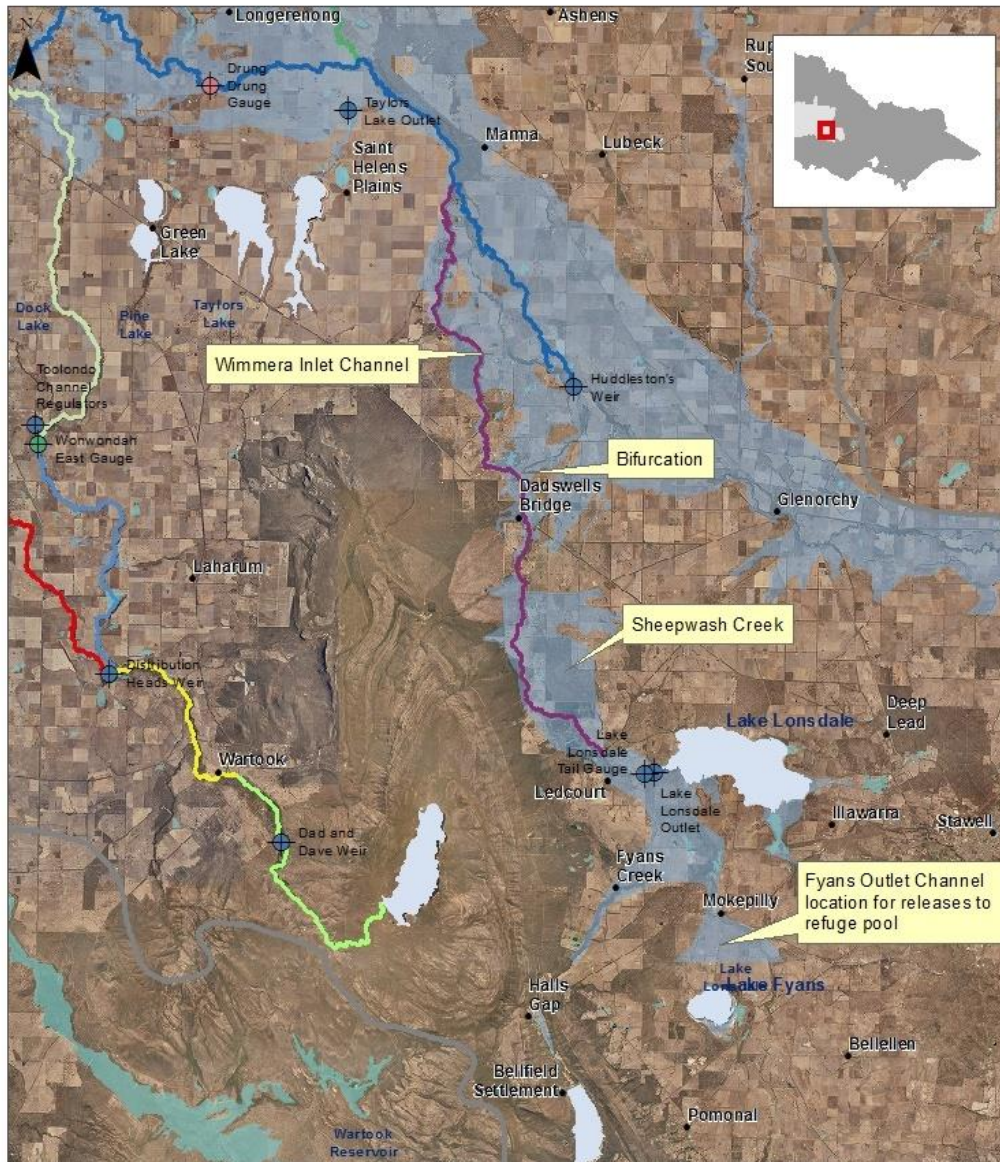 N
Longerenong
Ashens
Rup
Sou
Drung
Drung
Gauge
Taylors
Lake Outlet
Marma
Lubeck
Saint
Helens
Plains
Green
Lake
Dock
Lake
Pine
Lake
Taylors
Lake
Wimmera Inlet Channel
Toolondo
Channel
Regulators
Huddleston's
Weir
Wonwondah
East Gauge
Bifurcation
Dadswells
Bridge
Glenorchy
Laharum
Sheepwash Creek
Distribution
Heads Weir
Deep
Lead
Lake Lonsdale
Lake
Lonsdale
Tail Gauge
Wartook
Ledcourt
Lake
Lonsdale
Outlet
Illawarra
Stawell
Dad and
Dave Weir
Fyans
Creek
Fyans Outlet Channel
location for releases to
refuge pool
Mokepilly
Lake
Lake Fyans
Halls
Gap
Bellellen
Bellfield
Settlement
Pomonal
Wartook
Reservoir